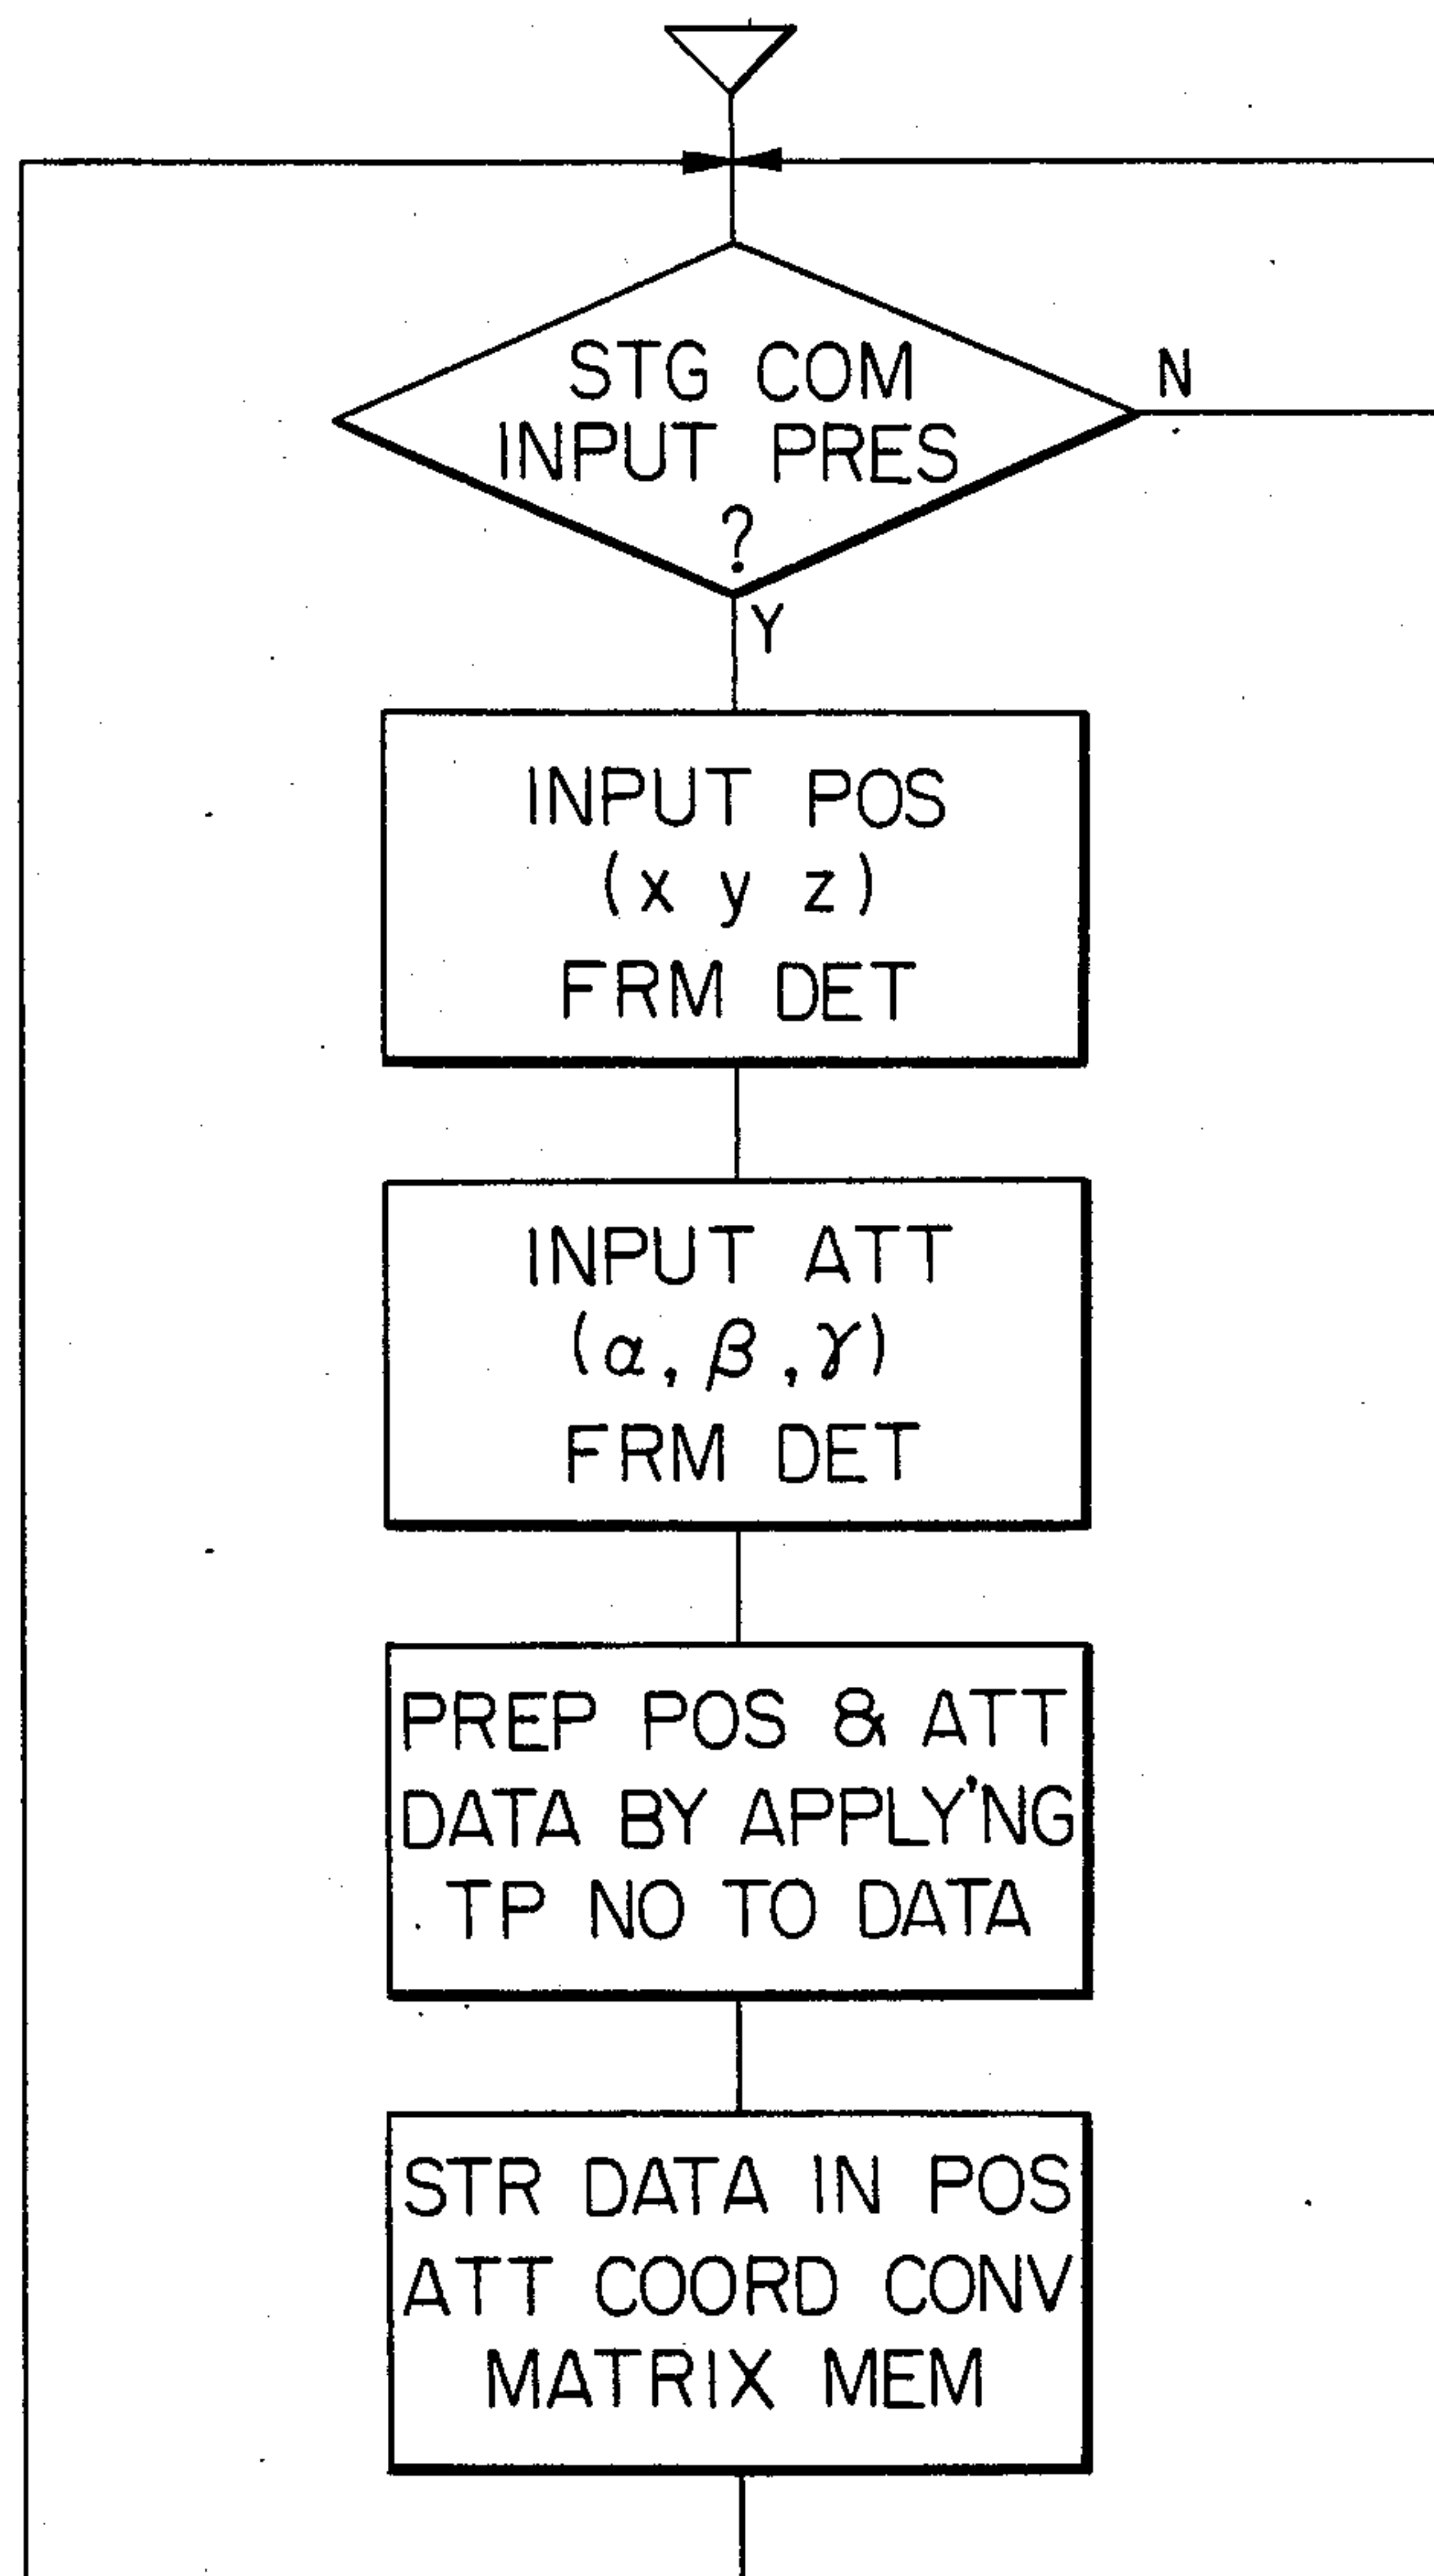 STG COM
INPUT PRES
?
N
Y
INPUT POS
(x y z)
FRM DET
INPUT ATT
(α, β, γ)
FRM DET
PREP POS & ATT
DATA BY APPLY'NG
TP NO TO DATA
STR DATA IN POS
ATT COORD CONV
MATRIX MEM